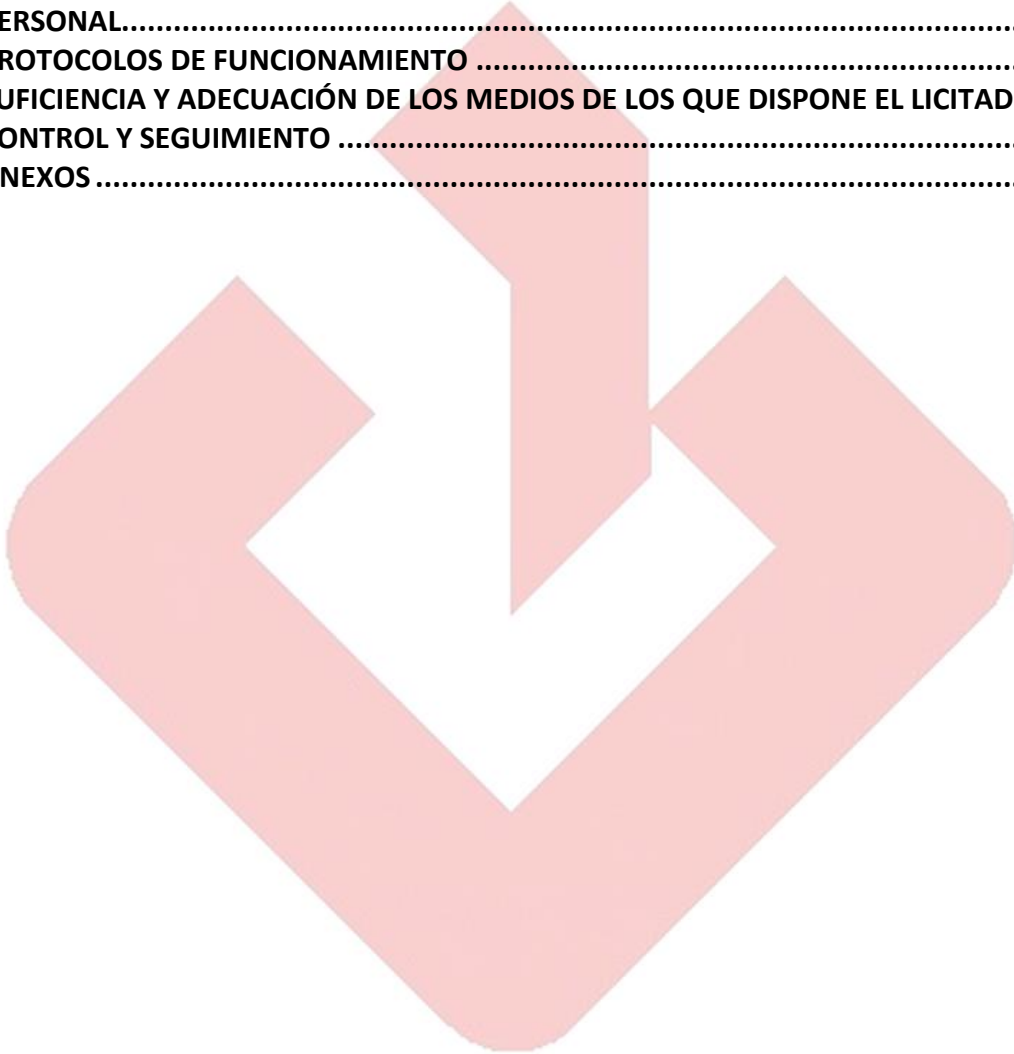 ERSONAL......................................................................................................
ROTOCOLOS DE FUNCIONAMIENTO ................................................................
UFICIENCIA Y ADECUACIÓN DE LOS MEDIOS DE LOS QUE DISPONE EL LICITAD
ONTROL Y SEGUIMIENTO ..............................................................................
NEXOS .........................................................................................................